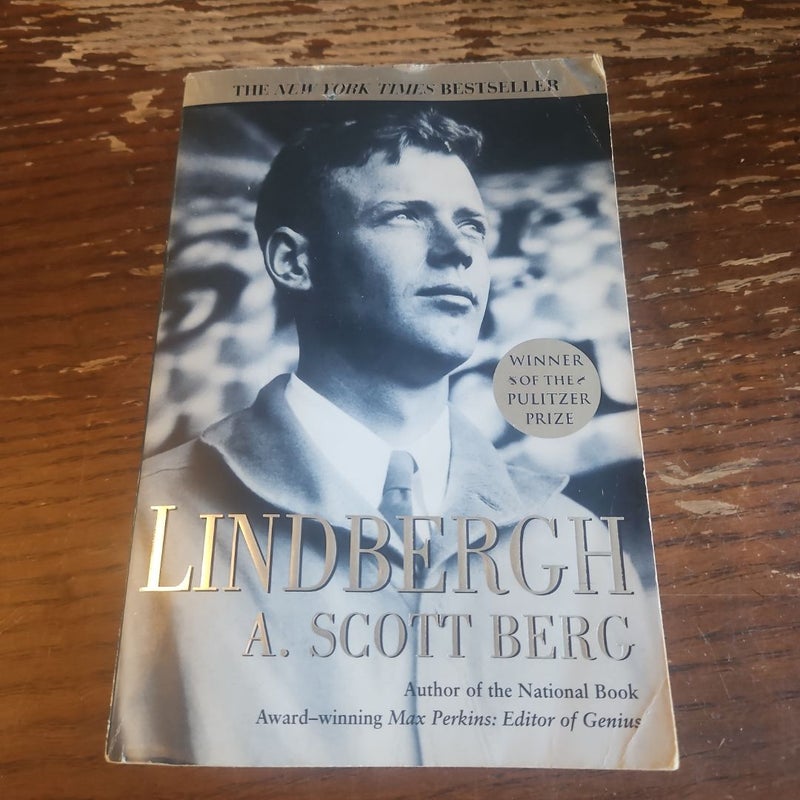 THE NEW YORK TIMES BESTSELLER
WINNER
OF THE
PULITZER
PRIZE
LINDBERGH
A. SCOTT BERG
Author of the National Book
Award–winning Max Perkins: Editor of Genius